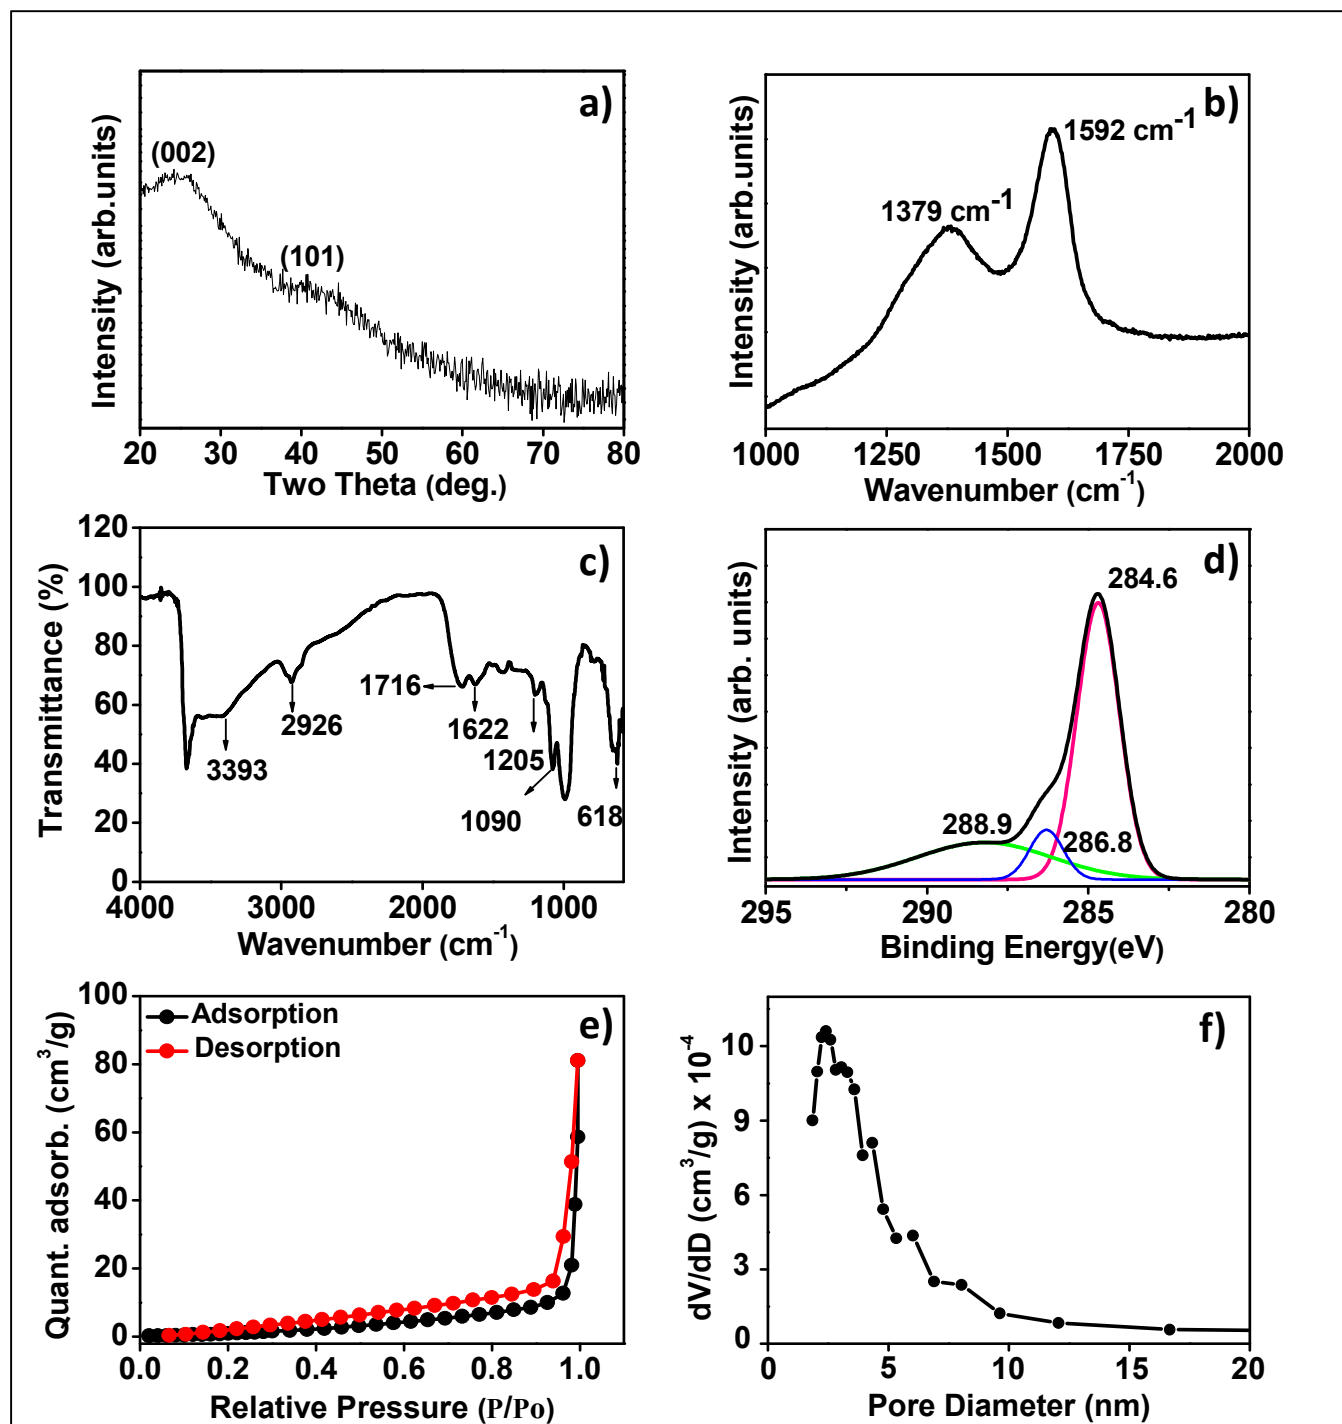 a)
(002)
(101)
Intensity (arb.units)
20 30 40 50 60 70 80
Two Theta (deg.)
b)
1592 cm⁻¹
1379 cm⁻¹
Intensity (arb.units)
1000 1250 1500 1750 2000
Wavenumber (cm⁻¹)
c)
Transmittance (%)
120
100
80
60
40
20
0
3393
2926
1716
1622
1205
1090
618
4000 3000 2000 1000
Wavenumber (cm⁻¹)
d)
284.6
288.9
286.8
Intensity (arb. units)
295 290 285 280
Binding Energy(eV)
e)
Adsorption
Desorption
Quant. adsorb. (cm³/g)
100
80
60
40
20
0
0.0 0.2 0.4 0.6 0.8 1.0
Relative Pressure (P/Po)
f)
dV/dD (cm³/g) x 10⁻⁴
10
9
6
3
0
0 5 10 15 20
Pore Diameter (nm)